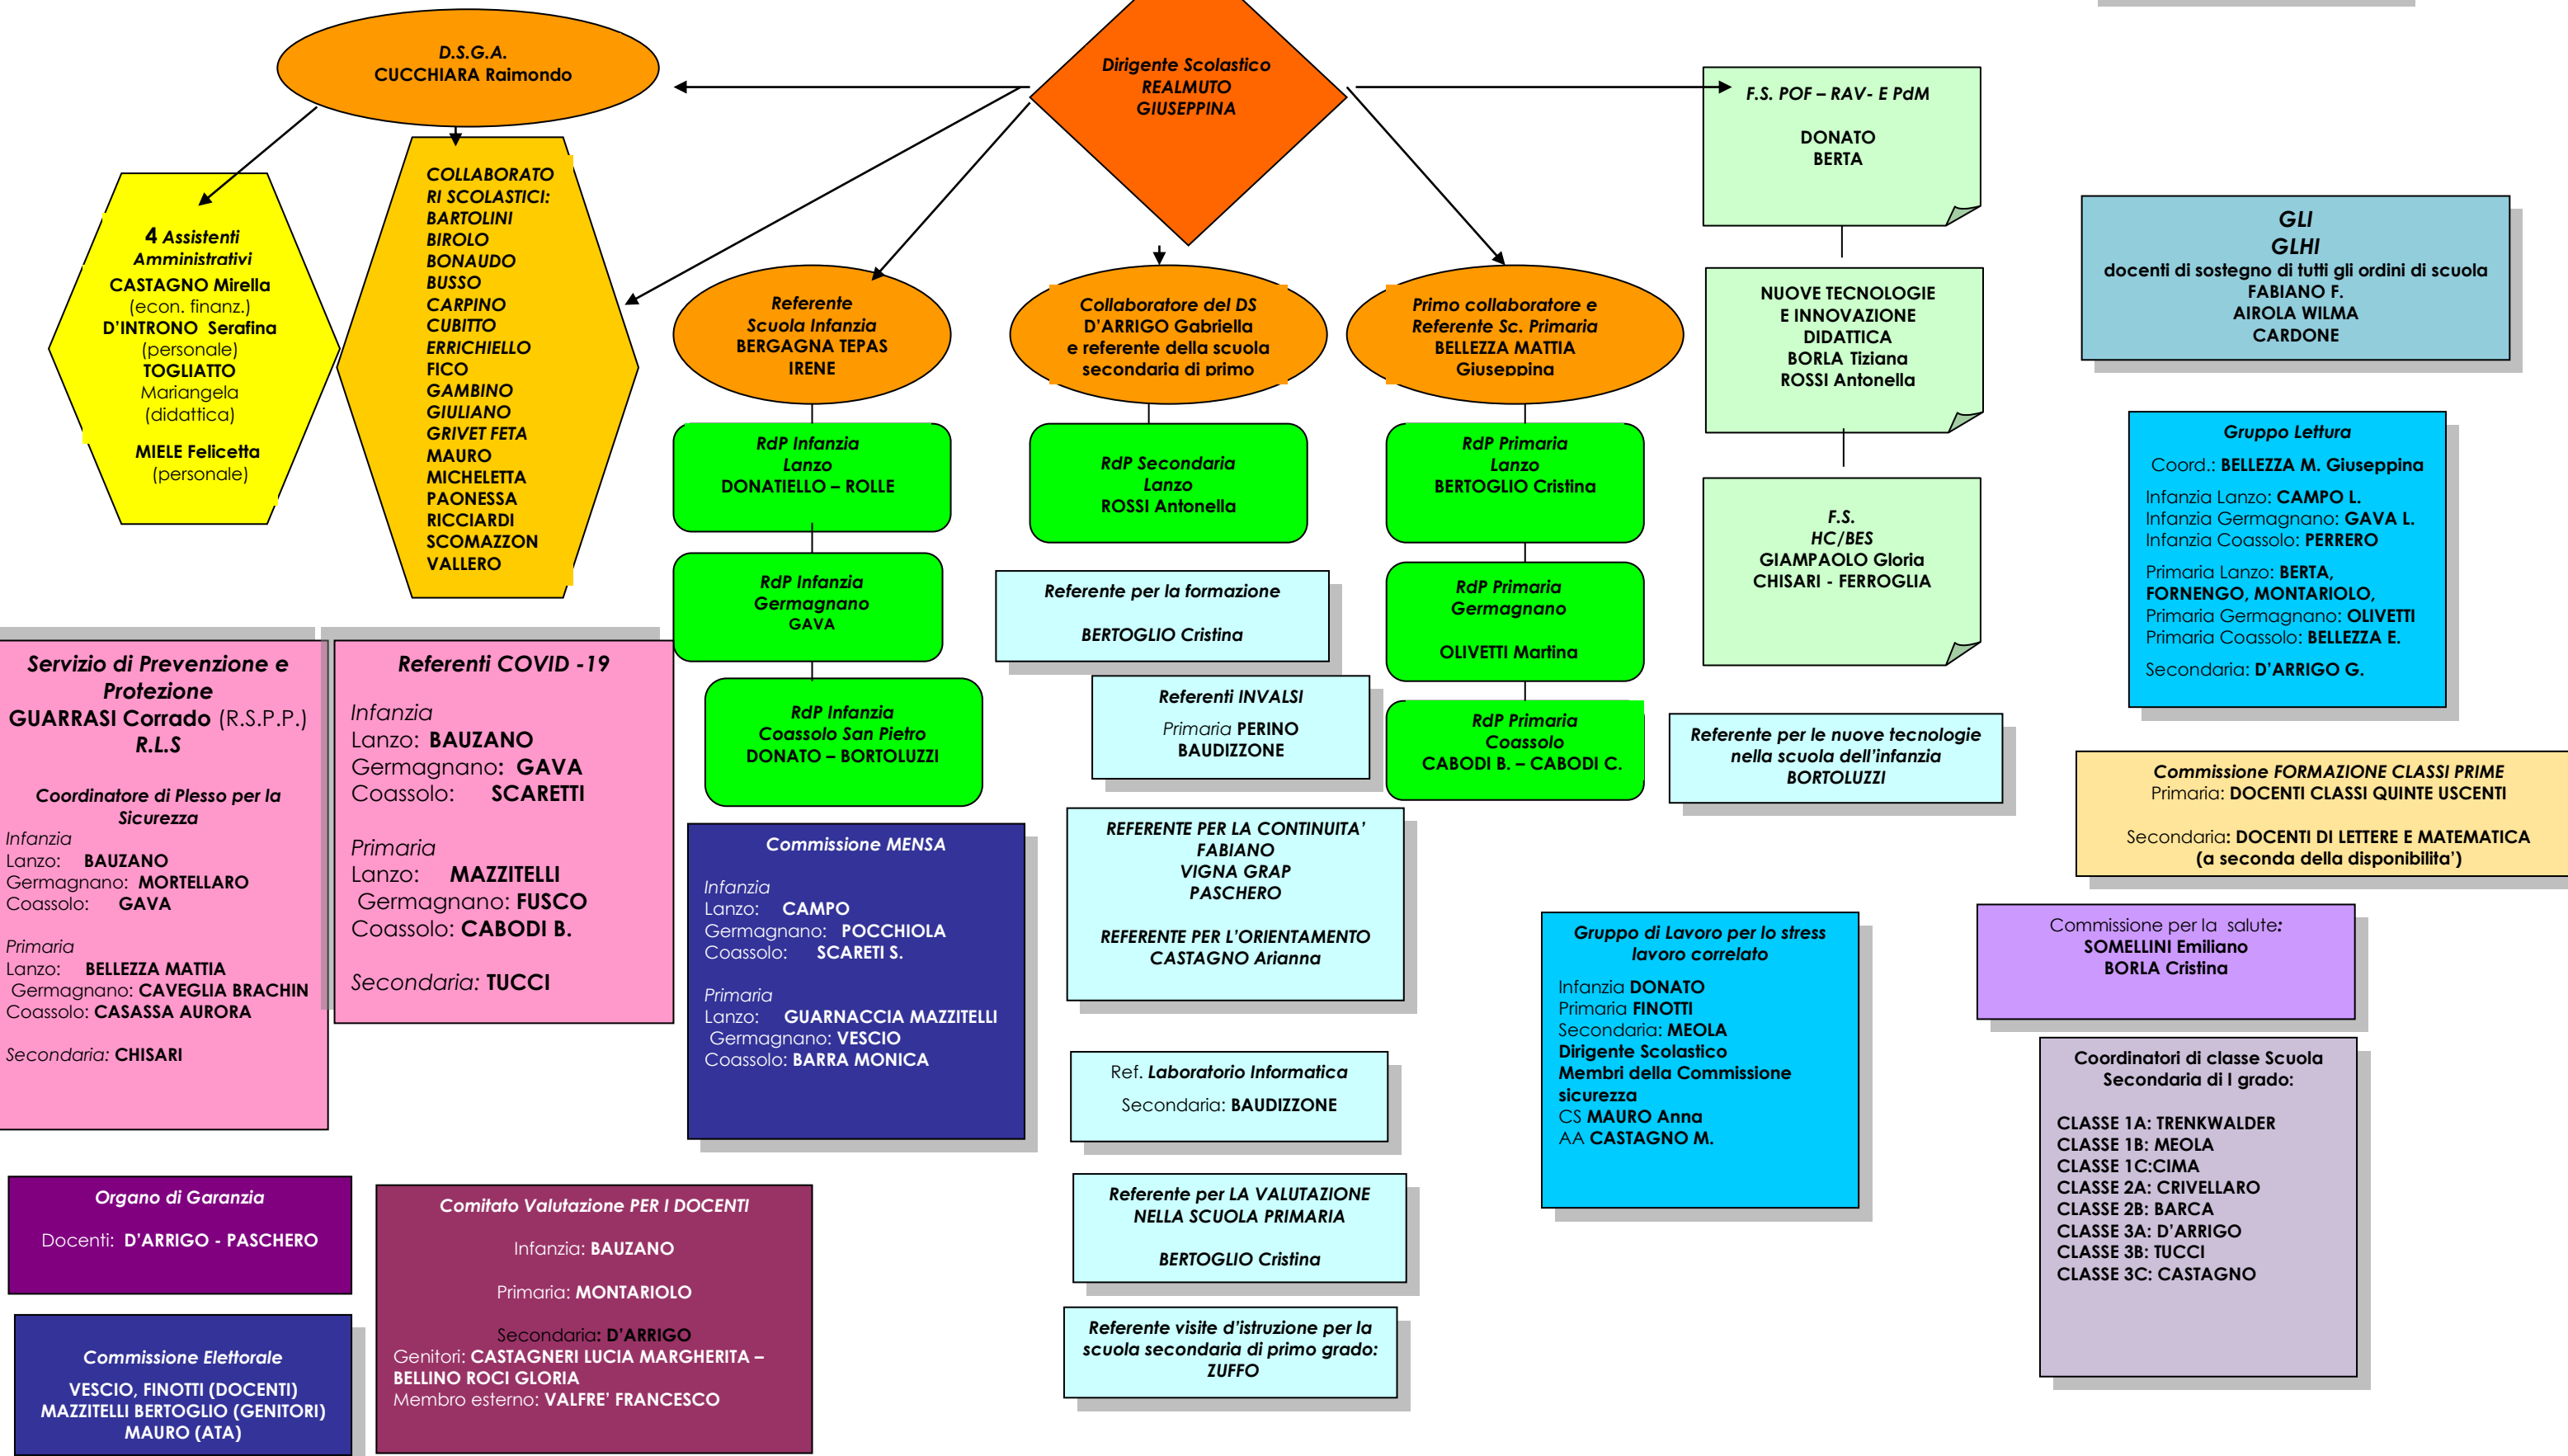 D.S.G.A.
CUCCHIARA Raimondo
Dirigente Scolastico
REALMUTO
GIUSEPPINA
F.S. POF – RAV- E PdM
DONATO
BERTA
4 Assistenti
Amministrativi
CASTAGNO Mirella
(econ. finanz.)
D'INTRONO Serafina
(personale)
TOGLIATTO
Mariangela
(didattica)
MIELE Felicetta
(personale)
COLLABORATO
RI SCOLASTICI:
BARTOLINI
BIROLO
BONAUDO
BUSSO
CARPINO
CUBITTO
ERRICHIELLO
FICO
GAMBINO
GIULIANO
GRIVET FETA
MAURO
MICHELETTA
PAONESSA
RICCIARDI
SCOMAZZON
VALLERO
Referente
Scuola Infanzia
BERGAGNA TEPAS
IRENE
Collaboratore del DS
D'ARRIGO Gabriella
e referente della scuola
secondaria di primo
Primo collaboratore e
Referente Sc. Primaria
BELLEZZA MATTIA
Giuseppina
NUOVE TECNOLOGIE
E INNOVAZIONE
DIDATTICA
BORLA Tiziana
ROSSI Antonella
GLI
GLHI
docenti di sostegno di tutti gli ordini di scuola
FABIANO F.
AIROLA WILMA
CARDONE
RdP Infanzia
Lanzo
DONATIELLO – ROLLE
RdP Secondaria
Lanzo
ROSSI Antonella
RdP Primaria
Lanzo
BERTOGLIO Cristina
F.S.
HC/BES
GIAMPAOLO Gloria
CHISARI - FERROGLIA
Gruppo Lettura
Coord.: BELLEZZA M. Giuseppina
Infanzia Lanzo: CAMPO L.
Infanzia Germagnano: GAVA L.
Infanzia Coassolo: PERRERO
Primaria Lanzo: BERTA,
FORNENGO, MONTARIOLO,
Primaria Germagnano: OLIVETTI
Primaria Coassolo: BELLEZZA E.
Secondaria: D'ARRIGO G.
RdP Infanzia
Germagnano
GAVA
Referente per la formazione
BERTOGLIO Cristina
RdP Primaria
Germagnano
OLIVETTI Martina
Servizio di Prevenzione e
Protezione
GUARRASI Corrado (R.S.P.P.)
R.L.S
Coordinatore di Plesso per la
Sicurezza
Infanzia
Lanzo: BAUZANO
Germagnano: MORTELLARO
Coassolo: GAVA
Primaria
Lanzo: BELLEZZA MATTIA
Germagnano: CAVEGLIA BRACHIN
Coassolo: CASASSA AURORA
Secondaria: CHISARI
Referenti COVID -19
Infanzia
Lanzo: BAUZANO
Germagnano: GAVA
Coassolo: SCARETTI
Primaria
Lanzo: MAZZITELLI
Germagnano: FUSCO
Coassolo: CABODI B.
Secondaria: TUCCI
RdP Infanzia
Coassolo San Pietro
DONATO – BORTOLUZZI
Referenti INVALSI
Primaria PERINO
BAUDIZZONE
RdP Primaria
Coassolo
CABODI B. – CABODI C.
Referente per le nuove tecnologie
nella scuola dell'infanzia
BORTOLUZZI
Commissione FORMAZIONE CLASSI PRIME
Primaria: DOCENTI CLASSI QUINTE USCENTI
Secondaria: DOCENTI DI LETTERE E MATEMATICA
(a seconda della disponibilita')
Commissione MENSA
Infanzia
Lanzo: CAMPO
Germagnano: POCCHIOLA
Coassolo: SCARETI S.
Primaria
Lanzo: GUARNACCIA MAZZITELLI
Germagnano: VESCIO
Coassolo: BARRA MONICA
REFERENTE PER LA CONTINUITA'
FABIANO
VIGNA GRAP
PASCHERO
REFERENTE PER L'ORIENTAMENTO
CASTAGNO Arianna
Gruppo di Lavoro per lo stress
lavoro correlato
Infanzia DONATO
Primaria FINOTTI
Secondaria: MEOLA
Dirigente Scolastico
Membri della Commissione
sicurezza
CS MAURO Anna
AA CASTAGNO M.
Commissione per la salute:
SOMELLINI Emiliano
BORLA Cristina
Ref. Laboratorio Informatica
Secondaria: BAUDIZZONE
Coordinatori di classe Scuola
Secondaria di I grado:
CLASSE 1A: TRENKWALDER
CLASSE 1B: MEOLA
CLASSE 1C:CIMA
CLASSE 2A: CRIVELLARO
CLASSE 2B: BARCA
CLASSE 3A: D'ARRIGO
CLASSE 3B: TUCCI
CLASSE 3C: CASTAGNO
Organo di Garanzia
Docenti: D'ARRIGO - PASCHERO
Comitato Valutazione PER I DOCENTI
Infanzia: BAUZANO
Primaria: MONTARIOLO
Secondaria: D'ARRIGO
Genitori: CASTAGNERI LUCIA MARGHERITA –
BELLINO ROCI GLORIA
Membro esterno: VALFRE' FRANCESCO
Referente per LA VALUTAZIONE
NELLA SCUOLA PRIMARIA
BERTOGLIO Cristina
Commissione Elettorale
VESCIO, FINOTTI (DOCENTI)
MAZZITELLI BERTOGLIO (GENITORI)
MAURO (ATA)
Referente visite d'istruzione per la
scuola secondaria di primo grado:
ZUFFO